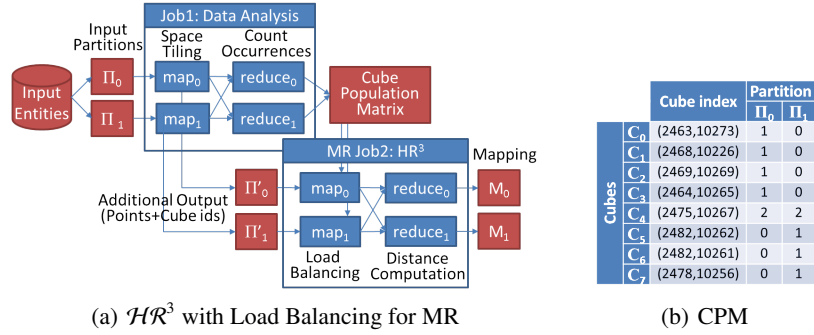 Job1: Data Analysis
Input
Partitions
Space
Tiling
Count
Occurrences
Input
Entities
Π0
Π1
map0
map1
reduce0
reduce1
Cube
Population
Matrix
MR Job2: HR3
Mapping
Additional Output
(Points+Cube ids)
Π'0
Π'1
map0
map1
reduce0
reduce1
M0
M1
Load
Balancing
Distance
Computation
(a) HR3 with Load Balancing for MR
Cube index Partition
Π0 Π1
Cubes
C0 (2463,10273) 1 0
C1 (2468,10226) 1 0
C2 (2469,10269) 1 0
C3 (2464,10265) 1 0
C4 (2475,10267) 2 2
C5 (2482,10262) 0 1
C6 (2482,10261) 0 1
C7 (2478,10256) 0 1
(b) CPM